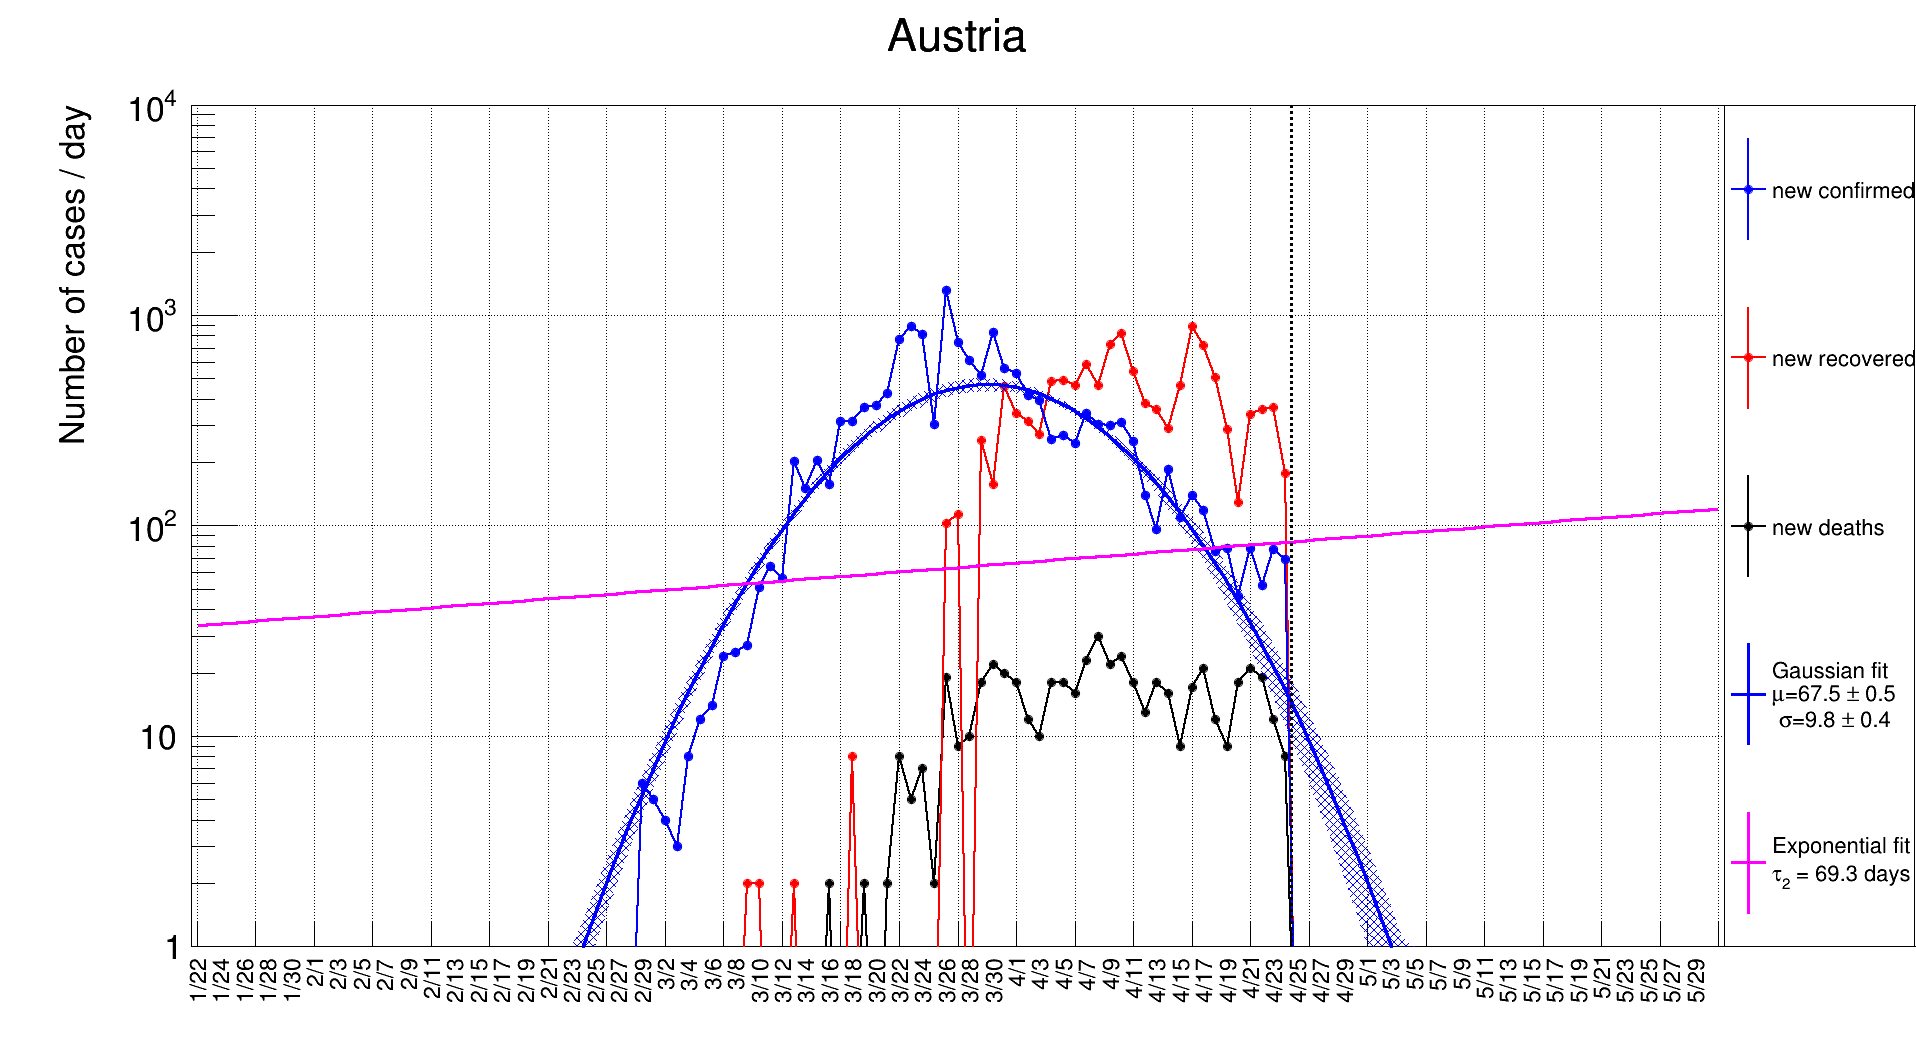 Austria
Number of cases / day
10⁴
10³
10²
10
1
1/22 1/24 1/26 1/28 1/30 2/1 2/3 2/5 2/7 2/9 2/11 2/13 2/15 2/17 2/19 2/21 2/23 2/25 2/27 2/29 3/2 3/4 3/6 3/8 3/10 3/12 3/14 3/16 3/18 3/20 3/22 3/24 3/26 3/28 3/30 4/1 4/3 4/5 4/7 4/9 4/11 4/13 4/15 4/17 4/19 4/21 4/23 4/25 4/27 4/29 5/1 5/3 5/5 5/7 5/9 5/11 5/13 5/15 5/17 5/19 5/21 5/23 5/25 5/27 5/29
new confirmed
new recovered
new deaths
Gaussian fit
μ=67.5 ± 0.5
σ=9.8 ± 0.4
Exponential fit
τ₂ = 69.3 days